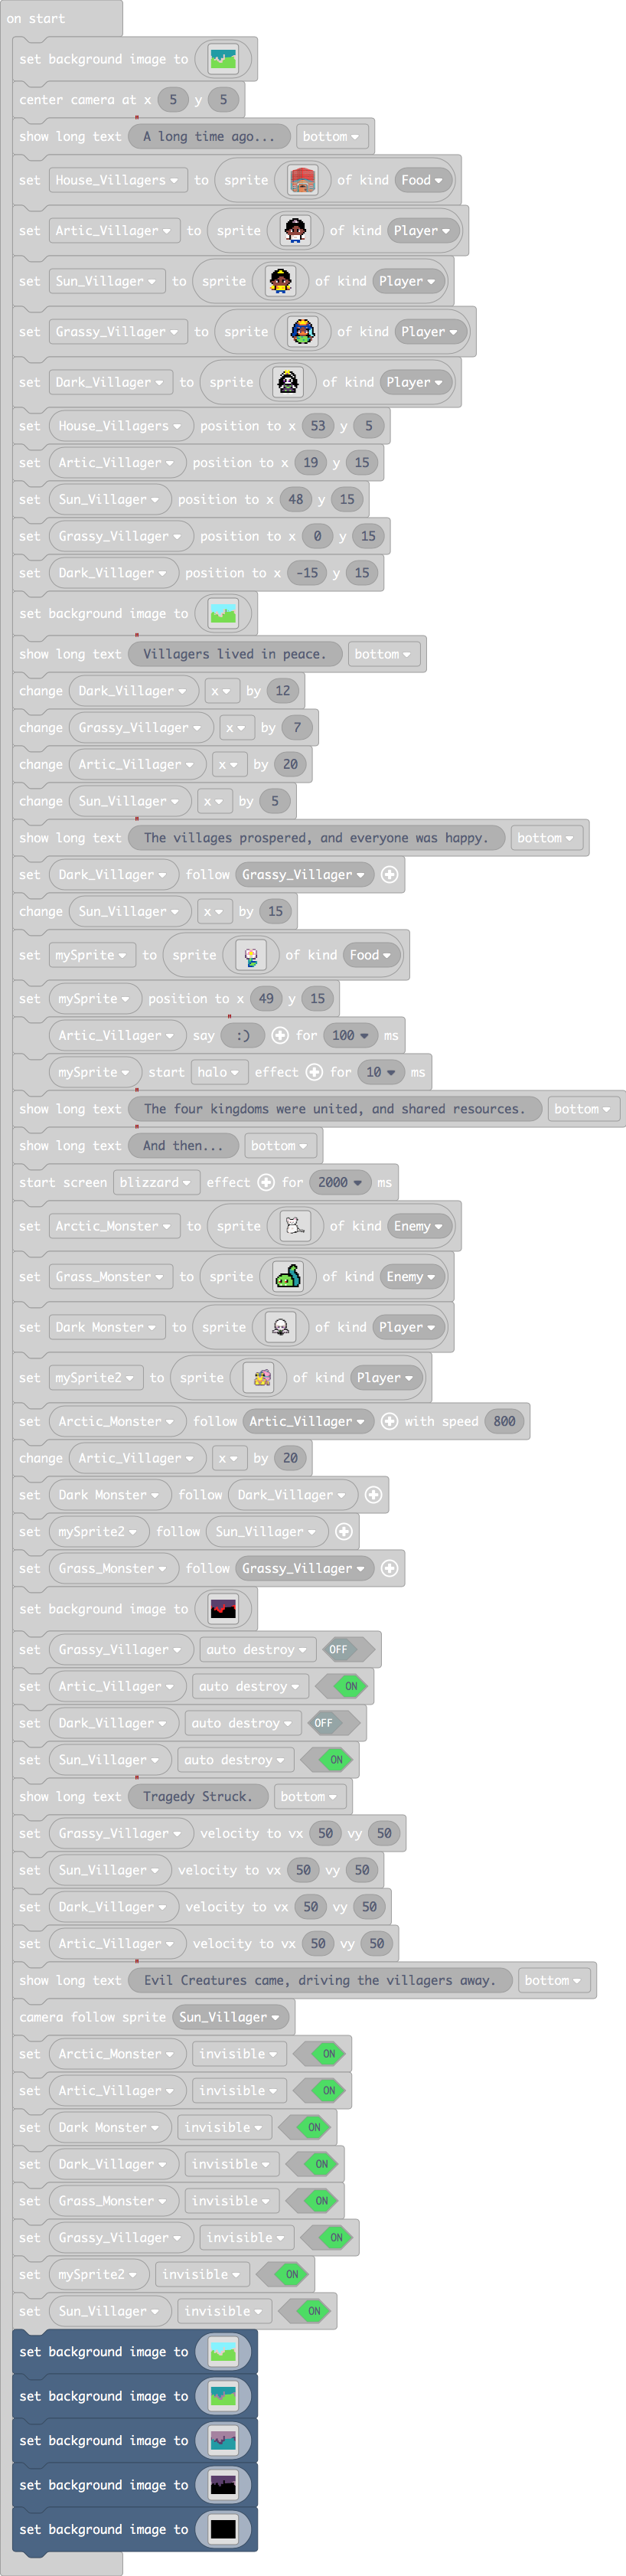 on start
set background image to
center camera at x 5 y 5
show long text A long time ago... bottom
set House_Villagers to sprite of kind Food
set Artic_Villager to sprite of kind Player
set Sun_Villager to sprite of kind Player
set Grassy_Villager to sprite of kind Player
set Dark_Villager to sprite of kind Player
set House_Villagers position to x 53 y 5
set Artic_Villager position to x 19 y 15
set Sun_Villager position to x 48 y 15
set Grassy_Villager position to x 0 y 15
set Dark_Villager position to x -15 y 15
set background image to
show long text Villagers lived in peace. bottom
change Dark_Villager x by 12
change Grassy_Villager x by 7
change Artic_Villager x by 20
change Sun_Villager x by 5
show long text The villages prospered, and everyone was happy. bottom
set Dark_Villager follow Grassy_Villager
change Sun_Villager x by 15
set mySprite to sprite of kind Food
set mySprite position to x 49 y 15
Artic_Villager say :) for 100 ms
mySprite start halo effect for 10 ms
show long text The four kingdoms were united, and shared resources. bottom
show long text And then... bottom
start screen blizzard effect for 2000 ms
set Arctic_Monster to sprite of kind Enemy
set Grass_Monster to sprite of kind Enemy
set Dark Monster to sprite of kind Player
set mySprite2 to sprite of kind Player
set Arctic_Monster follow Artic_Villager with speed 800
change Artic_Villager x by 20
set Dark Monster follow Dark_Villager
set mySprite2 follow Sun_Villager
set Grass_Monster follow Grassy_Villager
set background image to
set Grassy_Villager auto destroy OFF
set Artic_Villager auto destroy ON
set Dark_Villager auto destroy OFF
set Sun_Villager auto destroy ON
show long text Tragedy Struck. bottom
set Grassy_Villager velocity to vx 50 vy 50
set Sun_Villager velocity to vx 50 vy 50
set Dark_Villager velocity to vx 50 vy 50
set Artic_Villager velocity to vx 50 vy 50
show long text Evil Creatures came, driving the villagers away. bottom
camera follow sprite Sun_Villager
set Arctic_Monster invisible ON
set Artic_Villager invisible ON
set Dark Monster invisible ON
set Dark_Villager invisible ON
set Grass_Monster invisible ON
set Grassy_Villager invisible ON
set mySprite2 invisible ON
set Sun_Villager invisible ON
set background image to
set background image to
set background image to
set background image to
set background image to